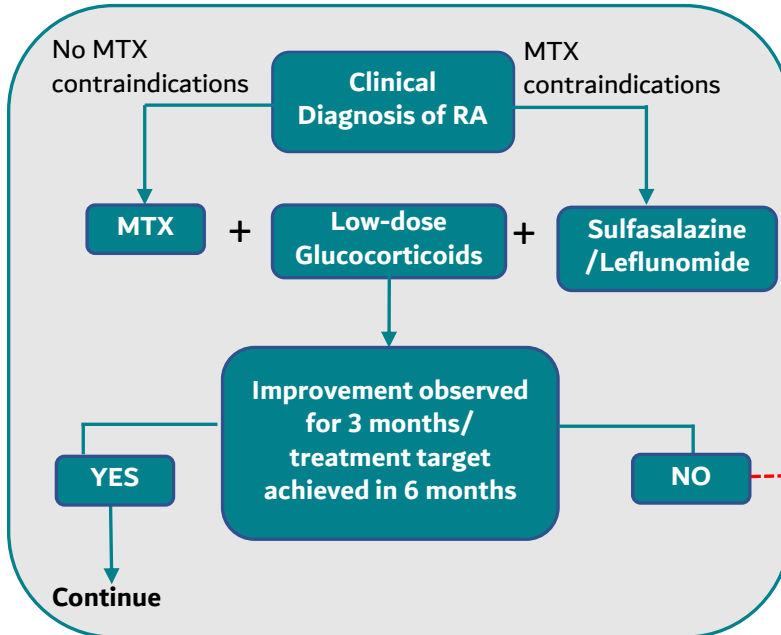 No MTX
contraindications
Clinical
Diagnosis of RA
MTX
contraindications
MTX
+
Low-dose
Glucocorticoids
+
Sulfasalazine
/Leflunomide
Improvement observed
for 3 months/
treatment target
achieved in 6 months
YES
NO
Continue